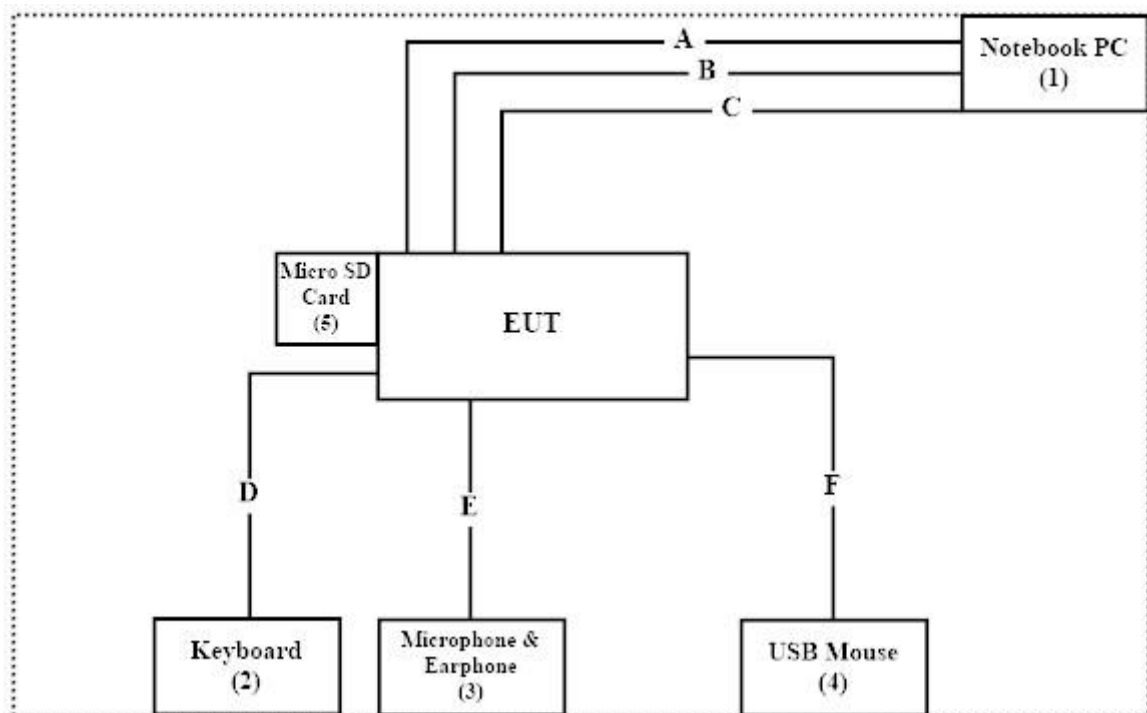 A
Notebook PC
(1)
B
C
Micro SD
Card
(5)
EUT
D
E
F
Keyboard
(2)
Microphone &
Earphone
(3)
USB Mouse
(4)